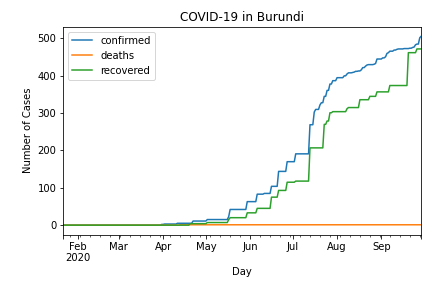 COVID-19 in Burundi
confirmed
deaths
recovered
Number of Cases
500
400
300
200
100
0
Feb Mar Apr May Jun Jul Aug Sep
2020
Day